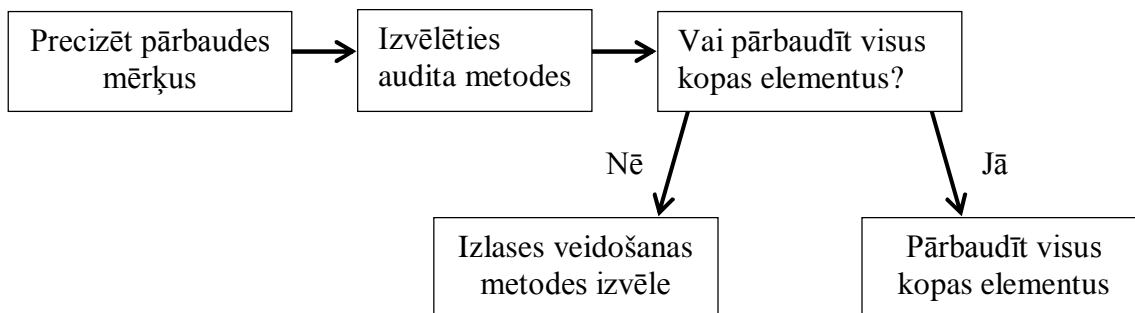 Precizēt pārbaudes
mērķus
Izvēlēties
audita metodes
Vai pārbaudīt visus
kopas elementus?
Nē
Jā
Izlases veidošanas
metodes izvēle
Pārbaudīt visus
kopas elementus